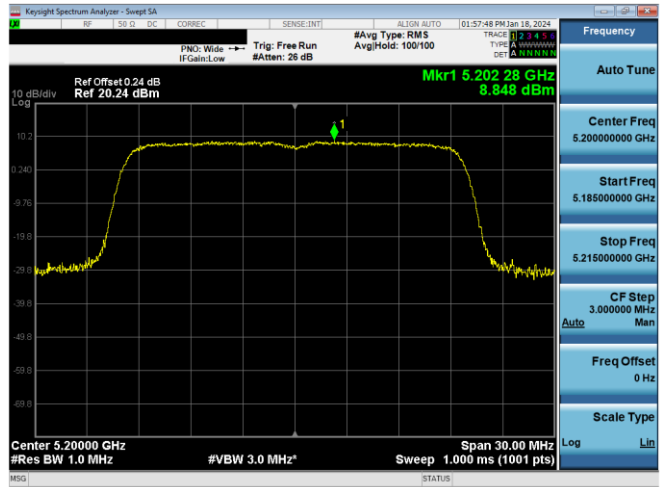 Keysight Spectrum Analyzer - Swept SA
RF 50 Ω DC CORREC SENSE:INT ALIGN AUTO 01:57:48 PM Jan 18, 2024
PNO: Wide
IFGain:Low
Trig: Free Run
#Atten: 26 dB
#Avg Type: RMS
Avg|Hold: 100/100
TRACE 1 2 3 4 5 6
TYPE A WWWWW
DET A N N N N N
Mkr1 5.202 28 GHz
8.848 dBm
Ref Offset 0.24 dB
10 dB/div Ref 20.24 dBm
Log
1
10.2
0.240
-9.76
-19.8
-29.8
-39.8
-49.8
-59.8
-69.8
Center 5.20000 GHz Span 30.00 MHz
#Res BW 1.0 MHz #VBW 3.0 MHz* Sweep 1.000 ms (1001 pts)
MSG STATUS
Frequency
Auto Tune
Center Freq
5.200000000 GHz
Start Freq
5.185000000 GHz
Stop Freq
5.215000000 GHz
CF Step
3.000000 MHz
Auto Man
Freq Offset
0 Hz
Scale Type
Log Lin